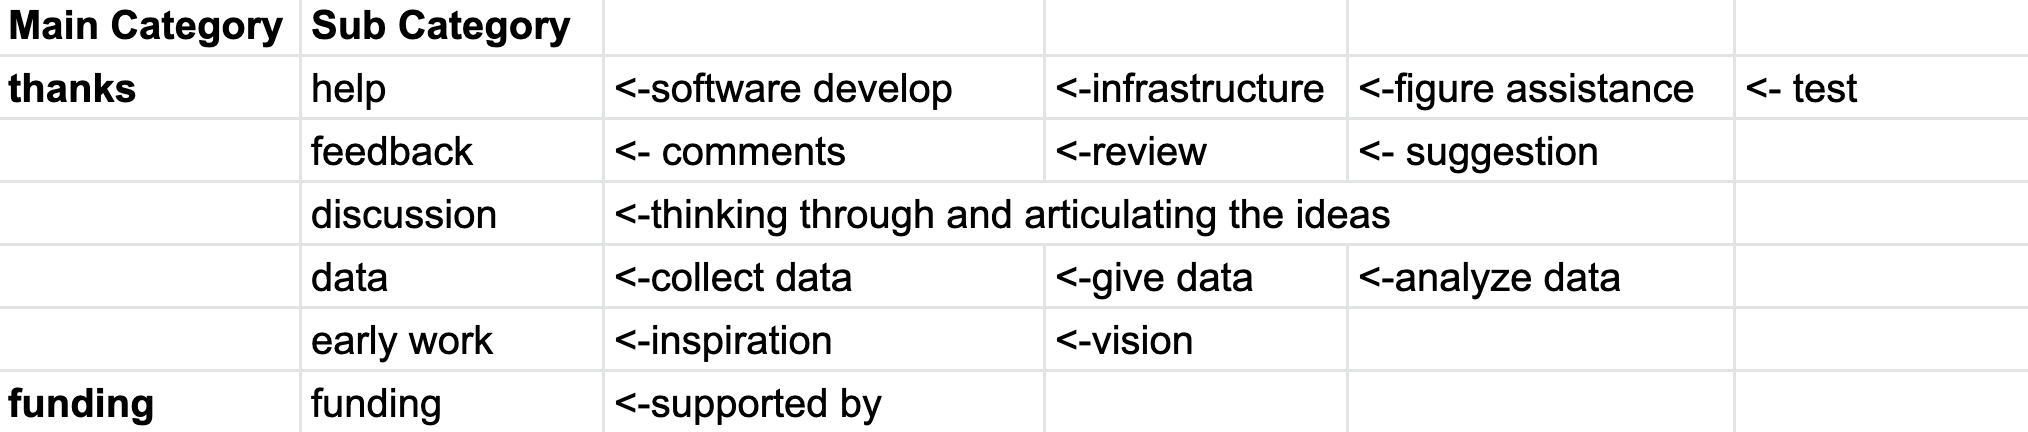 Main Category Sub Category
thanks help <-software develop <-infrastructure <-figure assistance <- test
feedback <- comments <-review <- suggestion
discussion <-thinking through and articulating the ideas
data <-collect data <-give data <-analyze data
early work <-inspiration <-vision
funding funding <-supported by